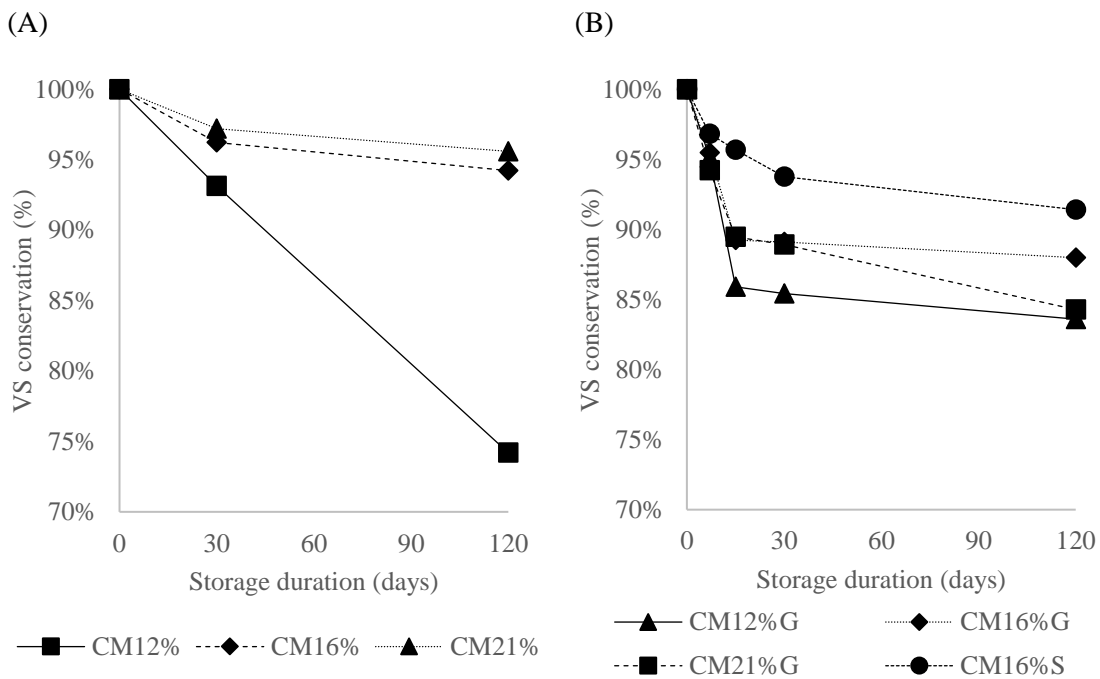 (A)
VS conservation (%)
100%
95%
90%
85%
80%
75%
70%
0 30 60 90 120
Storage duration (days)
CM12% CM16% CM21%
(B)
VS conservation (%)
100%
95%
90%
85%
80%
75%
70%
0 30 60 90 120
Storage duration (days)
CM12%G CM16%G
CM21%G CM16%S